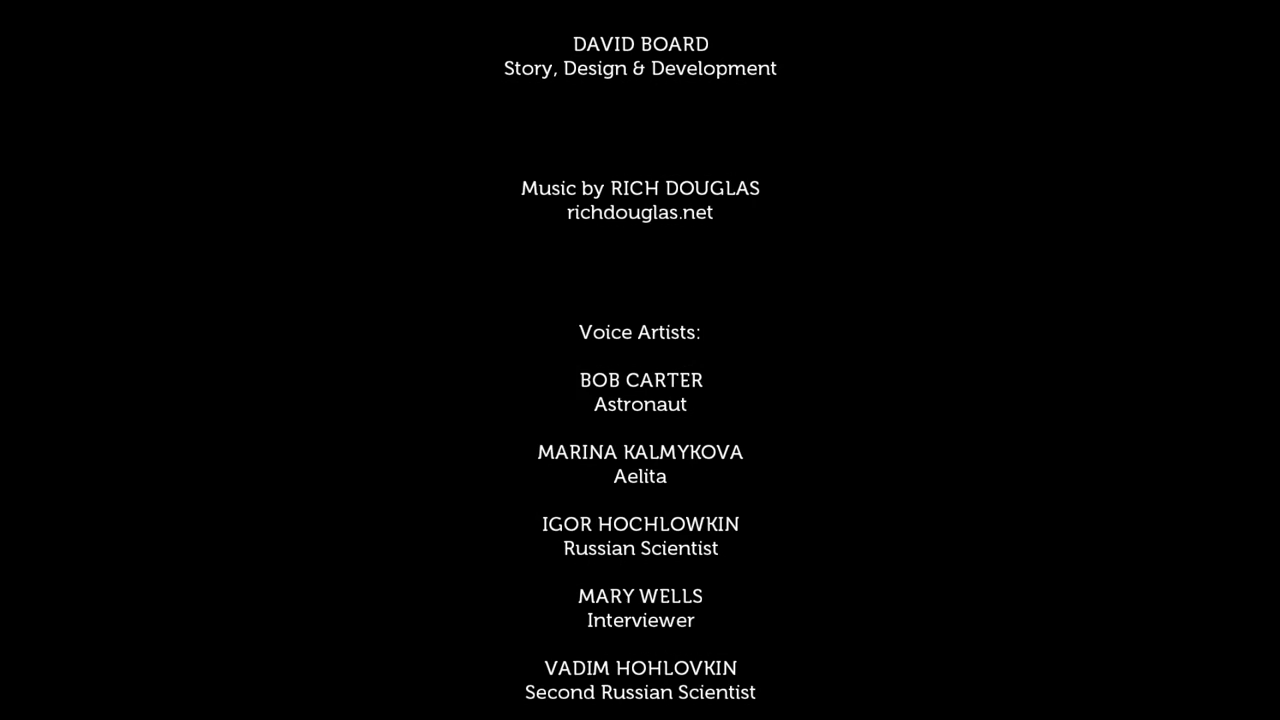 DAVID BOARD
Story, Design & Development
Music by RICH DOUGLAS
richdouglas.net
Voice Artists:
BOB CARTER
Astronaut
MARINA KALMYKOVA
Aelita
IGOR HOCHLOWKIN
Russian Scientist
MARY WELLS
Interviewer
VADIM HOHLOVKIN
Second Russian Scientist